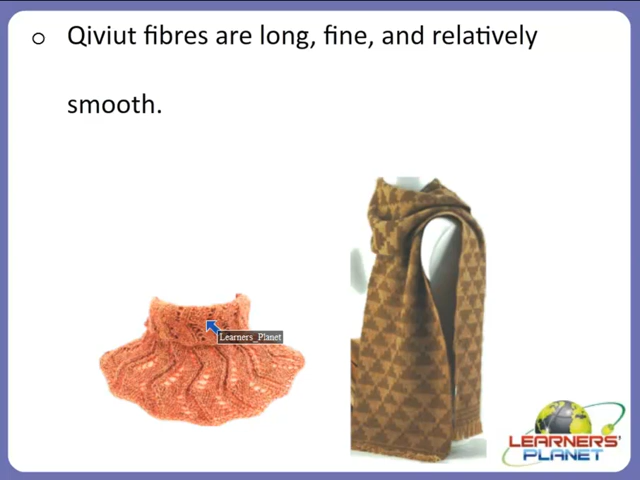 o Qiviut fibres are long, fine, and relatively
smooth.
Learners_Planet
LEARNERS'
PLANET